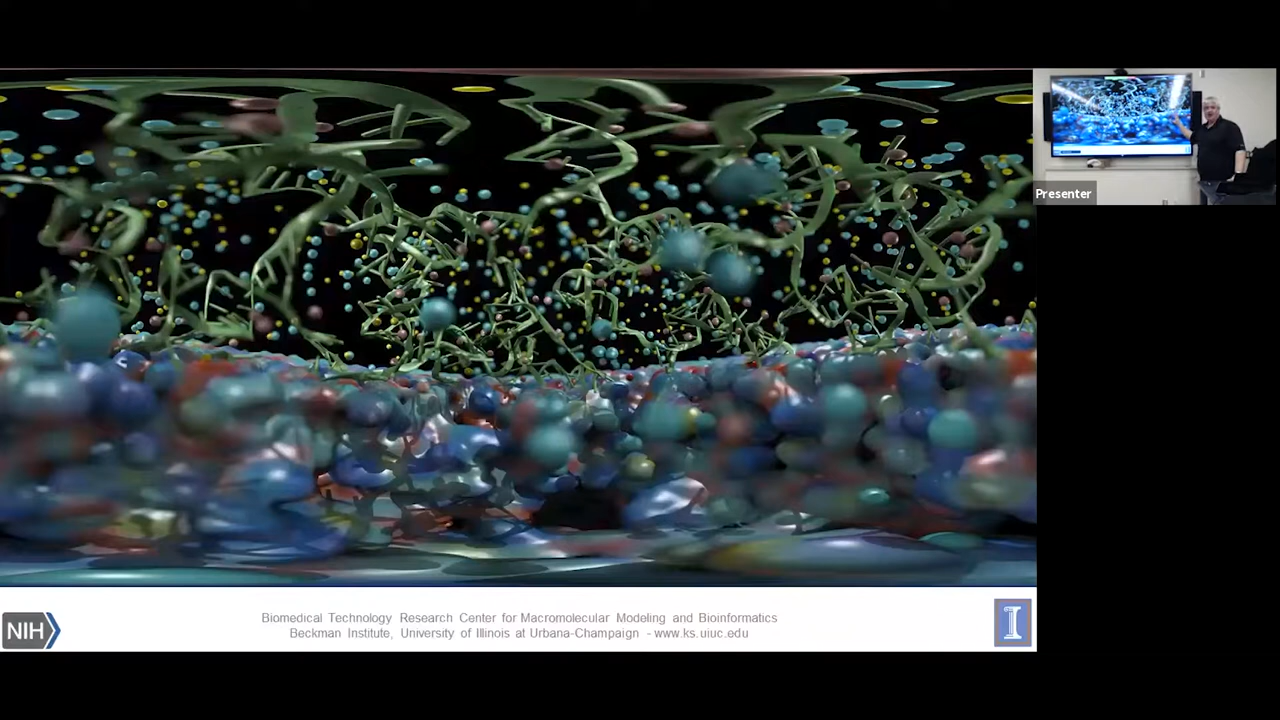 Presenter
NIH
Biomedical Technology Research Center for Macromolecular Modeling and Bioinformatics
Beckman Institute, University of Illinois at Urbana-Champaign - www.ks.uiuc.edu
I